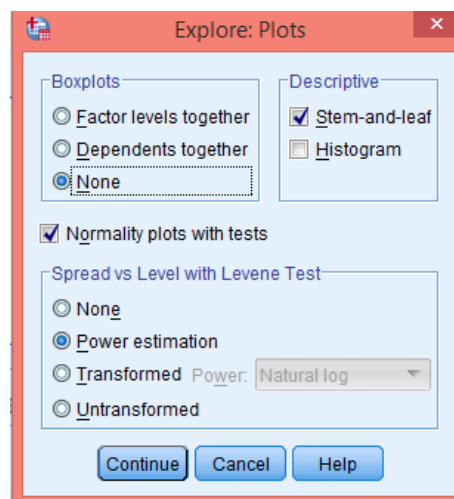 Explore: Plots
Boxplots
Factor levels together
Dependents together
None
Descriptive
Stem-and-leaf
Histogram
Normality plots with tests
Spread vs Level with Levene Test
None
Power estimation
Transformed Power: Natural log
Untransformed
Continue Cancel Help